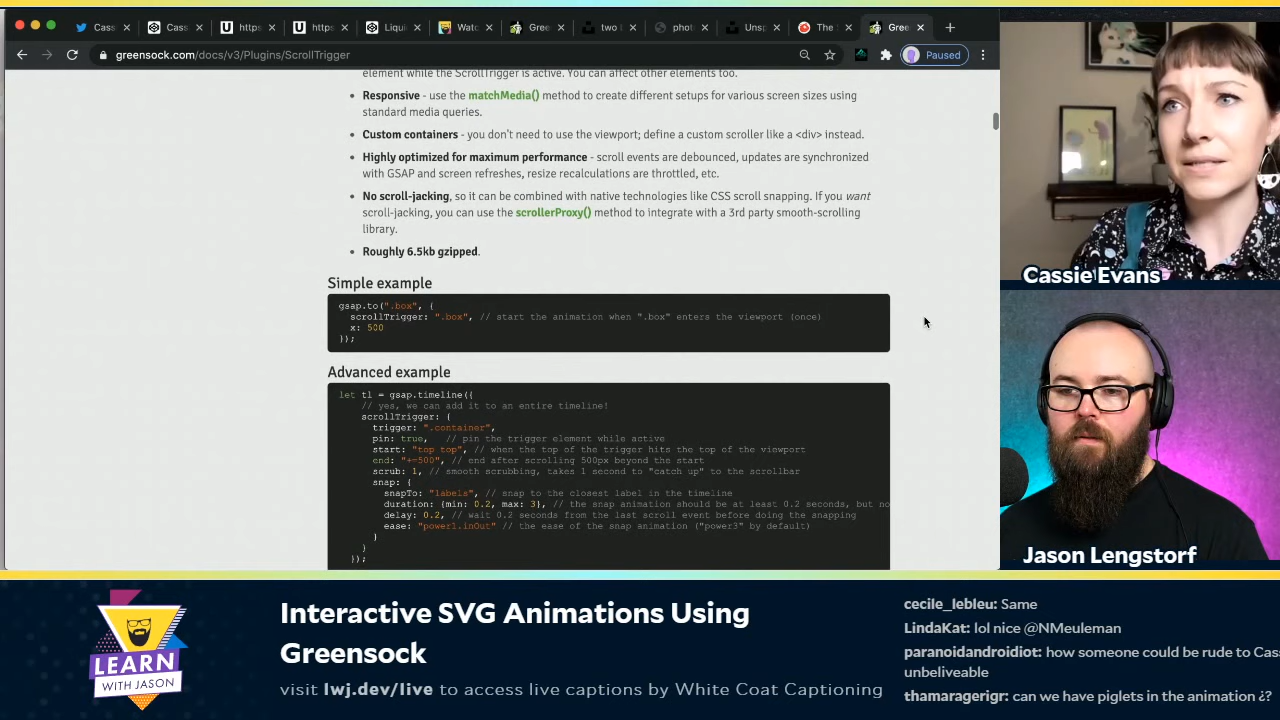 Cass
Cass
https:
https:
Liqui
Watc
Gree
two t
phot
Unsp
The
Gree
greensock.com/docs/v3/Plugins/ScrollTrigger
Paused
element while the ScrollTrigger is active. You can affect other elements too.
• Responsive - use the matchMedia() method to create different setups for various screen sizes using
standard media queries.
• Custom containers - you don't need to use the viewport; define a custom scroller like a <div> instead.
• Highly optimized for maximum performance - scroll events are debounced, updates are synchronized
with GSAP and screen refreshes, resize recalculations are throttled, etc.
• No scroll-jacking, so it can be combined with native technologies like CSS scroll snapping. If you want
scroll-jacking, you can use the scrollerProxy() method to integrate with a 3rd party smooth-scrolling
library.
• Roughly 6.5kb gzipped.
Simple example
gsap.to(".box", {
scrollTrigger: ".box", // start the animation when ".box" enters the viewport (once)
x: 500
});
Advanced example
let tl = gsap.timeline({
// yes, we can add it to an entire timeline!
scrollTrigger: {
trigger: ".container",
pin: true, // pin the trigger element while active
start: "top top", // when the top of the trigger hits the top of the viewport
end: "+=500", // end after scrolling 500px beyond the start
scrub: 1, // smooth scrubbing, takes 1 second to "catch up" to the scrollbar
snap: {
snapTo: "labels", // snap to the closest label in the timeline
duration: {min: 0.2, max: 3}, // the snap animation should be at least 0.2 seconds, but no
delay: 0.2, // wait 0.2 seconds from the last scroll event before doing the snapping
ease: "power1.inOut" // the ease of the snap animation ("power3" by default)
}
}
});
Cassie Evans
Jason Lengstorf
LEARN
WITH JASON
Interactive SVG Animations Using
Greensock
visit lwj.dev/live to access live captions by White Coat Captioning
cecile_lebleu: Same
LindaKat: lol nice @NMeuleman
paranoidandroidiot: how someone could be rude to Cas
unbeliveable
thamaragerigr: can we have piglets in the animation ¿?